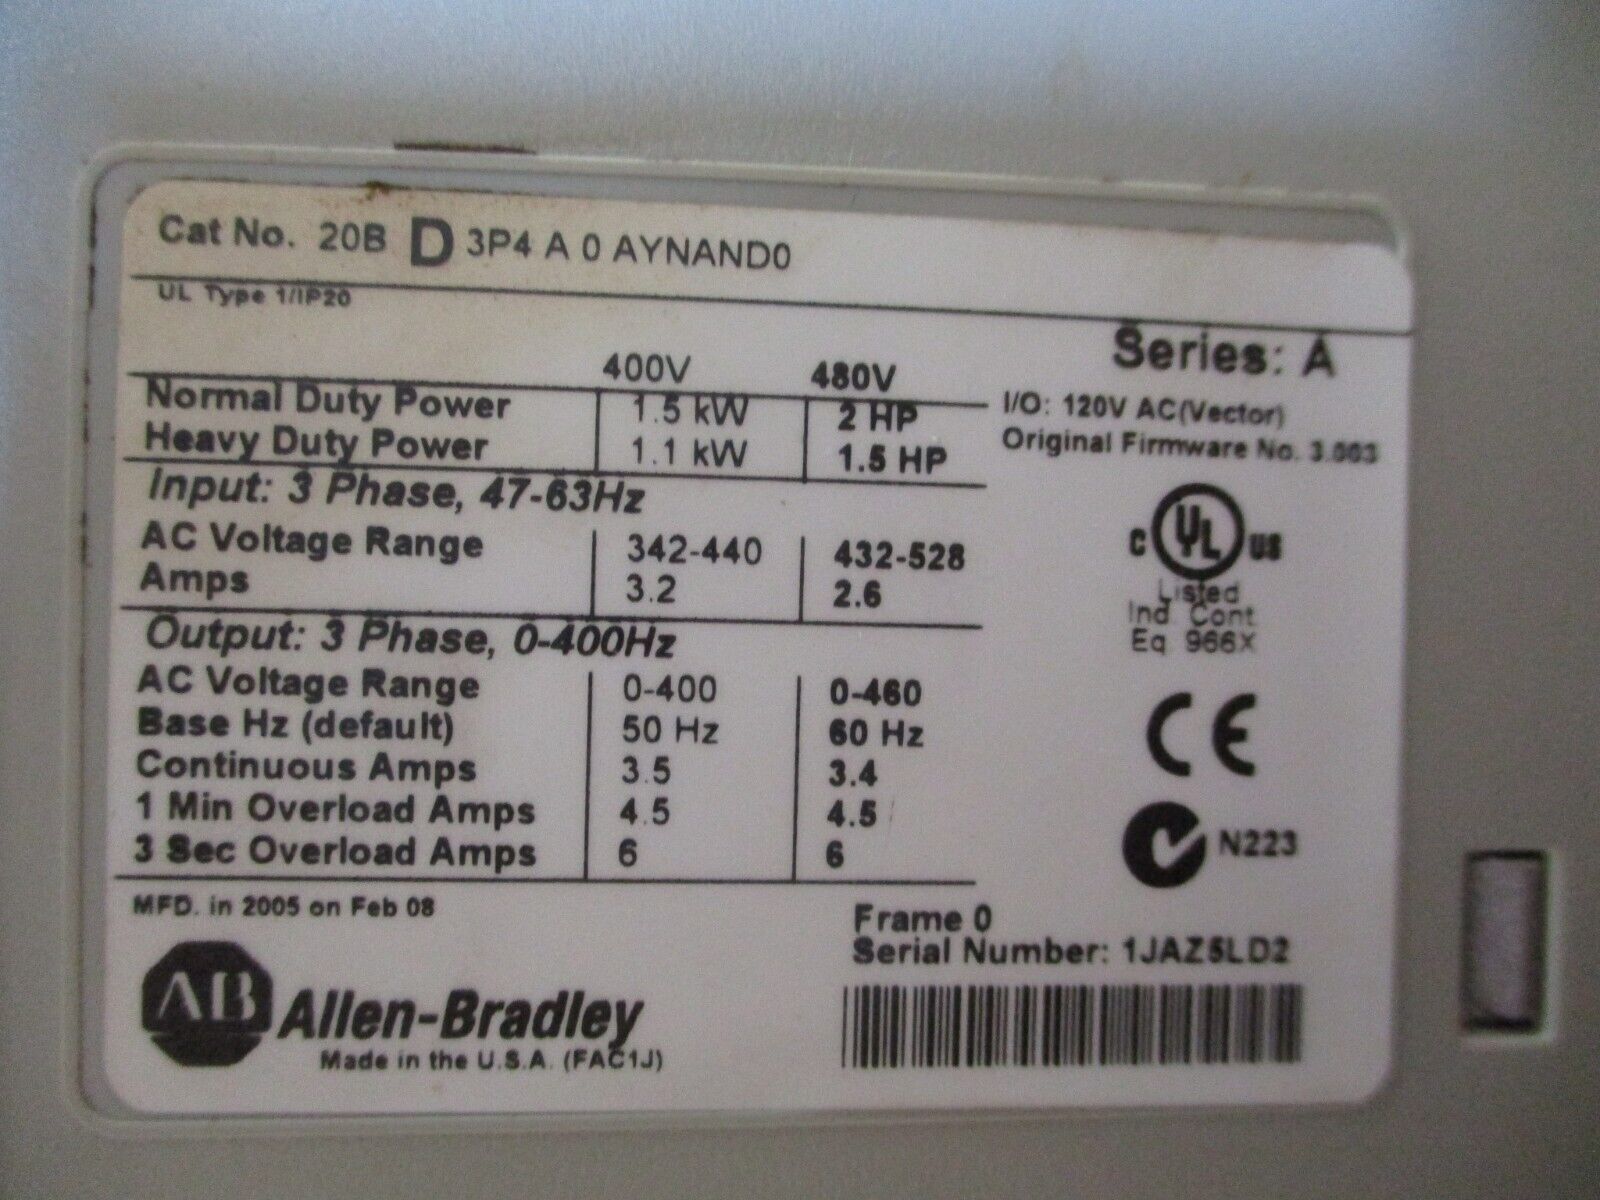 Cat No. 20B D 3P4 A 0 AYNAND0
UL Type 1/IP20
Series: A
400V 480V
Normal Duty Power 1.5 kW 2 HP
Heavy Duty Power 1.1 kW 1.5 HP
I/O: 120V AC(Vector)
Original Firmware No. 3.003
Input: 3 Phase, 47-63Hz
AC Voltage Range 342-440 432-528
Amps 3.2 2.6
C UL US
Listed
Ind Cont
Eq 966X
Output: 3 Phase, 0-400Hz
AC Voltage Range 0-400 0-460
Base Hz (default) 50 Hz 60 Hz
Continuous Amps 3.5 3.4
1 Min Overload Amps 4.5 4.5
3 Sec Overload Amps 6 6
CE
N223
MFD. in 2005 on Feb 08
Frame 0
Serial Number: 1JAZ5LD2
AB Allen-Bradley
Made in the U.S.A. (FAC1J)